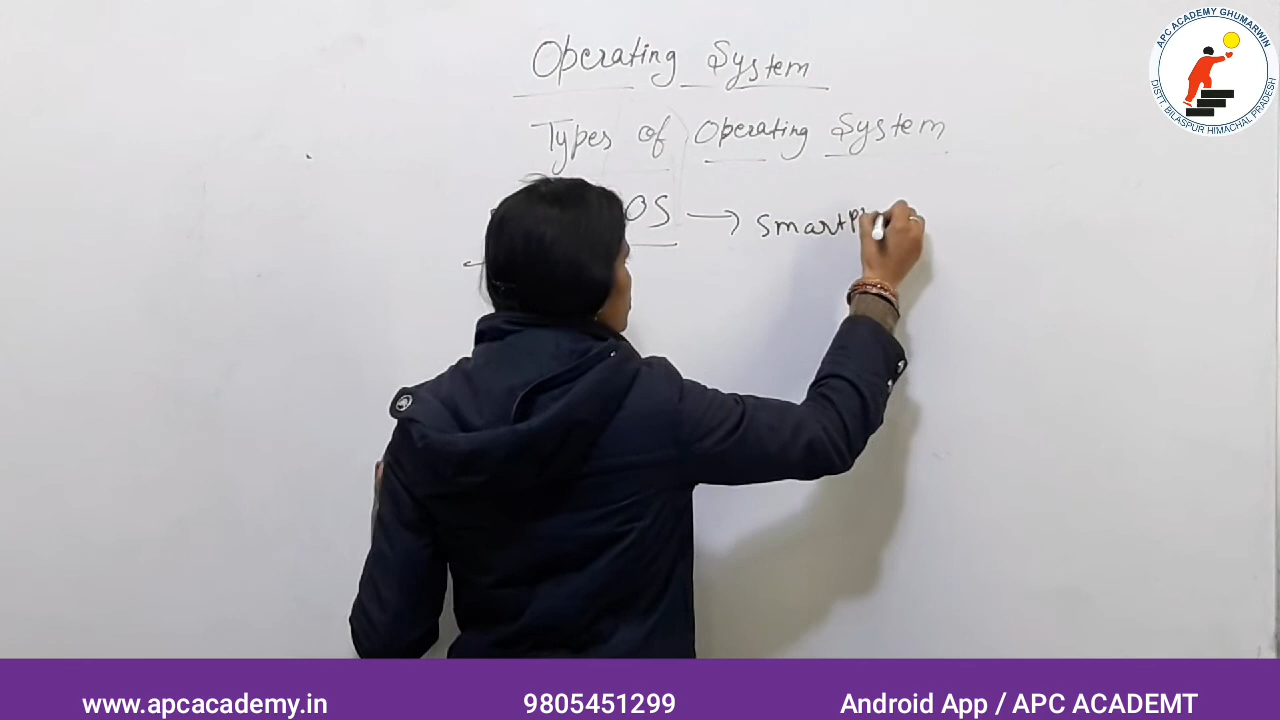 Operating System
Types of Operating System
OS → Smart
APC ACADEMY GHUMARWIN
DISTT. BILASPUR HIMACHAL PRADESH
www.apcacademy.in 9805451299 Android App / APC ACADEMT